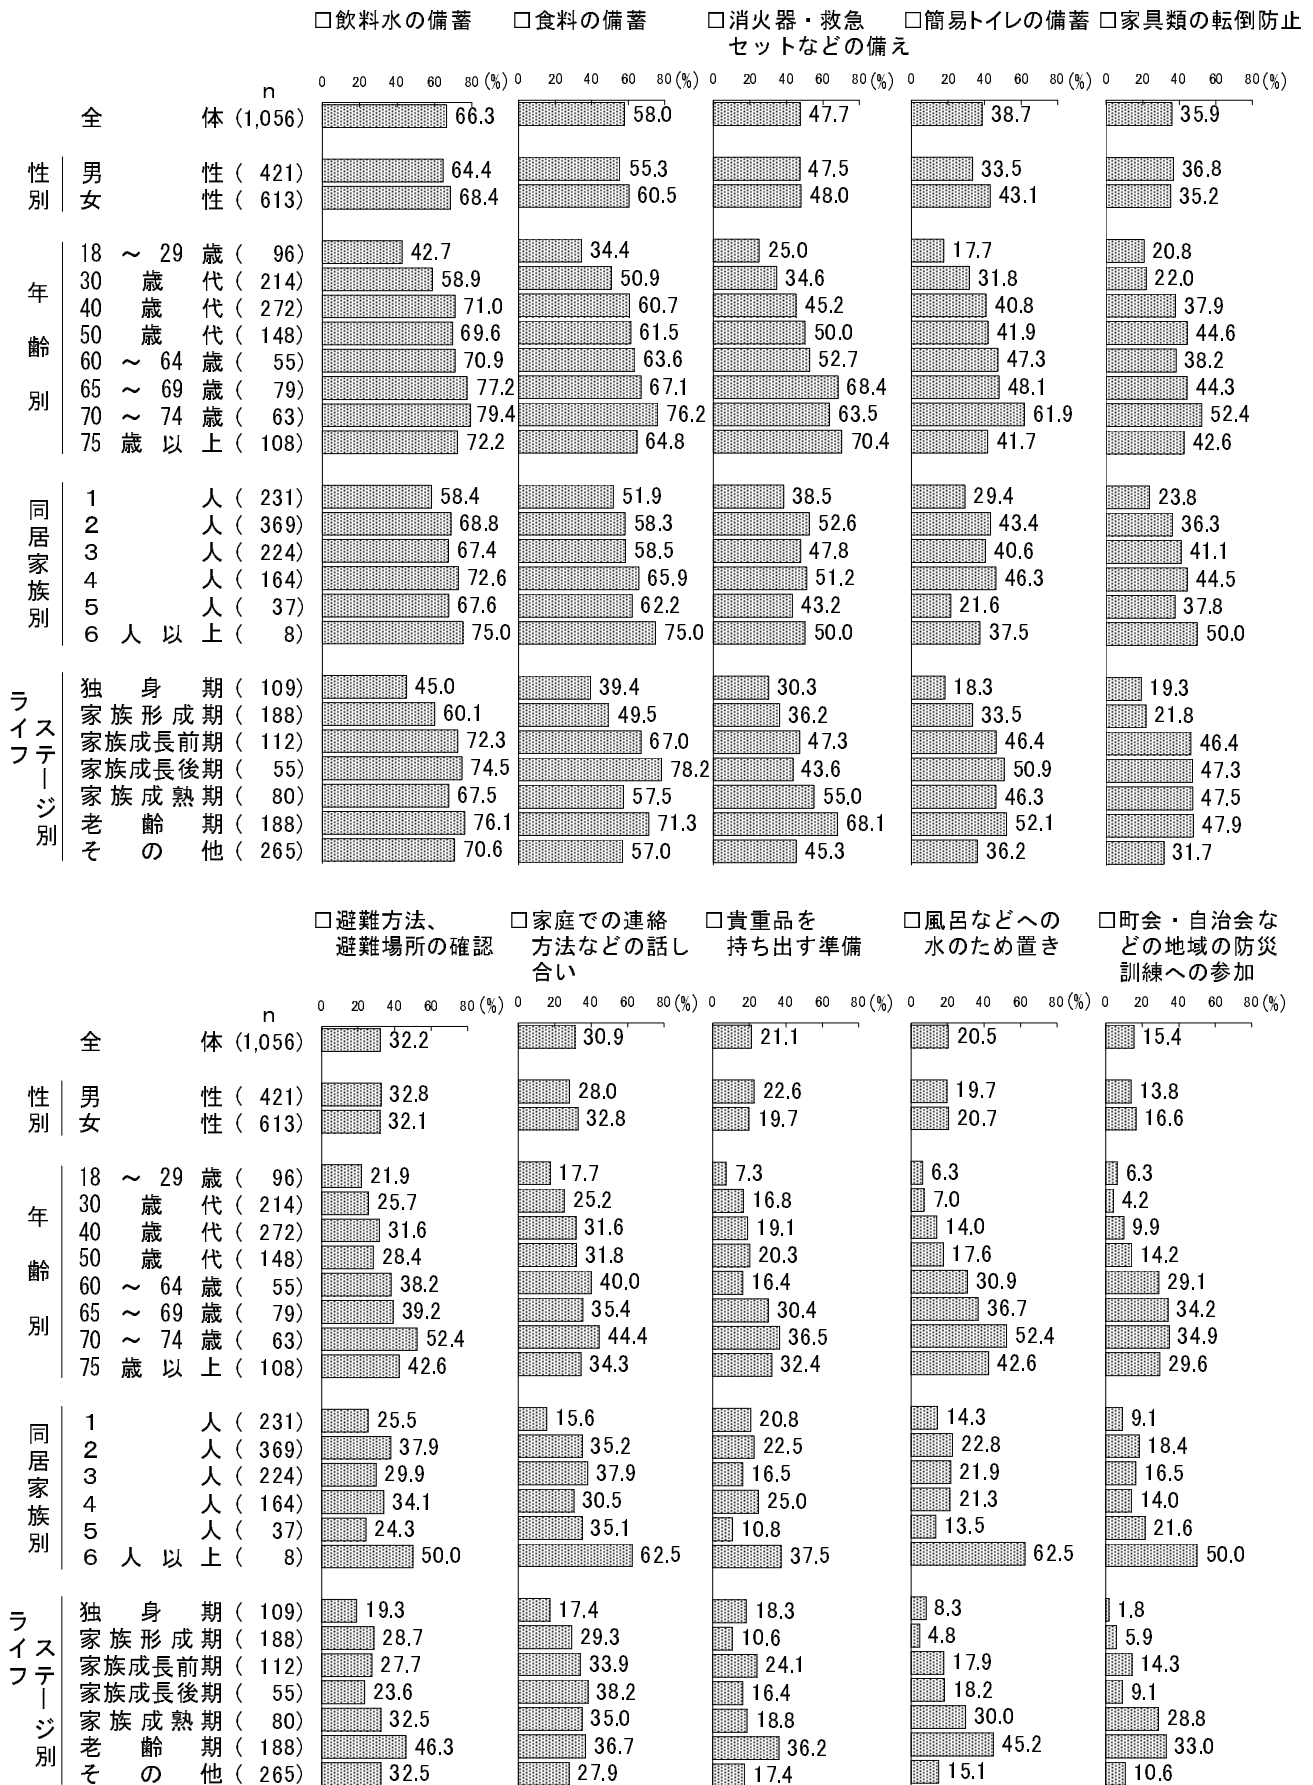 □飲料水の備蓄 □食料の備蓄 □消火器・救急セットなどの備え □簡易トイレの備蓄 □家具類の転倒防止
0 20 40 60 80 (%) 0 20 40 60 80 (%) 0 20 40 60 80 (%) 0 20 40 60 80 (%) 0 20 40 60 80 (%)
n
全体 (1,056) 66.3 58.0 47.7 38.7 35.9
性別
男性 ( 421) 64.4 55.3 47.5 33.5 36.8
女性 ( 613) 68.4 60.5 48.0 43.1 35.2
年齢別
18 ～ 29 歳 ( 96) 42.7 34.4 25.0 17.7 20.8
30 歳代 ( 214) 58.9 50.9 34.6 31.8 22.0
40 歳代 ( 272) 71.0 60.7 45.2 40.8 37.9
50 歳代 ( 148) 69.6 61.5 50.0 41.9 44.6
60 ～ 64 歳 ( 55) 70.9 63.6 52.7 47.3 38.2
65 ～ 69 歳 ( 79) 77.2 67.1 68.4 48.1 44.3
70 ～ 74 歳 ( 63) 79.4 76.2 63.5 61.9 52.4
75 歳以上 ( 108) 72.2 64.8 70.4 41.7 42.6
同居家族別
1人 ( 231) 58.4 51.9 38.5 29.4 23.8
2人 ( 369) 68.8 58.3 52.6 43.4 36.3
3人 ( 224) 67.4 58.5 47.8 40.6 41.1
4人 ( 164) 72.6 65.9 51.2 46.3 44.5
5人 ( 37) 67.6 62.2 43.2 21.6 37.8
6人以上 ( 8) 75.0 75.0 50.0 37.5 50.0
ライフステージ別
独身期 ( 109) 45.0 39.4 30.3 18.3 19.3
家族形成期 ( 188) 60.1 49.5 36.2 33.5 21.8
家族成長前期 ( 112) 72.3 67.0 47.3 46.4 46.4
家族成長後期 ( 55) 74.5 78.2 43.6 50.9 47.3
家族成熟期 ( 80) 67.5 57.5 55.0 46.3 47.5
老齢期 ( 188) 76.1 71.3 68.1 52.1 47.9
その他 ( 265) 70.6 57.0 45.3 36.2 31.7
□避難方法、避難場所の確認 □家庭での連絡方法などの話し合い □貴重品を持ち出す準備 □風呂などへの水のため置き □町会・自治会などの地域の防災訓練への参加
0 20 40 60 80 (%) 0 20 40 60 80 (%) 0 20 40 60 80 (%) 0 20 40 60 80 (%) 0 20 40 60 80 (%)
n
全体 (1,056) 32.2 30.9 21.1 20.5 15.4
性別
男性 ( 421) 32.8 28.0 22.6 19.7 13.8
女性 ( 613) 32.1 32.8 19.7 20.7 16.6
年齢別
18 ～ 29 歳 ( 96) 21.9 17.7 7.3 6.3 6.3
30 歳代 ( 214) 25.7 25.2 16.8 7.0 4.2
40 歳代 ( 272) 31.6 31.6 19.1 14.0 9.9
50 歳代 ( 148) 28.4 31.8 20.3 17.6 14.2
60 ～ 64 歳 ( 55) 38.2 40.0 16.4 30.9 29.1
65 ～ 69 歳 ( 79) 39.2 35.4 30.4 36.7 34.2
70 ～ 74 歳 ( 63) 52.4 44.4 36.5 52.4 34.9
75 歳以上 ( 108) 42.6 34.3 32.4 42.6 29.6
同居家族別
1人 ( 231) 25.5 15.6 20.8 14.3 9.1
2人 ( 369) 37.9 35.2 22.5 22.8 18.4
3人 ( 224) 29.9 37.9 16.5 21.9 16.5
4人 ( 164) 34.1 30.5 25.0 21.3 14.0
5人 ( 37) 24.3 35.1 10.8 13.5 21.6
6人以上 ( 8) 50.0 62.5 37.5 62.5 50.0
ライフステージ別
独身期 ( 109) 19.3 17.4 18.3 8.3 1.8
家族形成期 ( 188) 28.7 29.3 10.6 4.8 5.9
家族成長前期 ( 112) 27.7 33.9 24.1 17.9 14.3
家族成長後期 ( 55) 23.6 38.2 16.4 18.2 9.1
家族成熟期 ( 80) 32.5 35.0 18.8 30.0 28.8
老齢期 ( 188) 46.3 36.7 36.2 45.2 33.0
その他 ( 265) 32.5 27.9 17.4 15.1 10.6